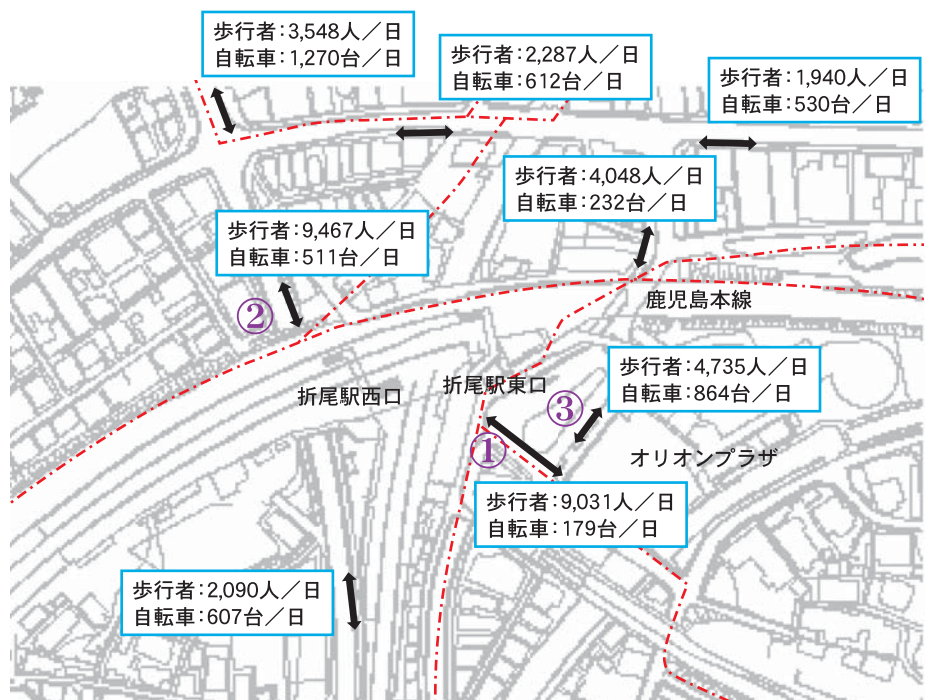 歩行者：3,548人／日
自転車：1,270台／日
歩行者：2,287人／日
自転車：612台／日
歩行者：1,940人／日
自転車：530台／日
歩行者：4,048人／日
自転車：232台／日
歩行者：9,467人／日
自転車：511台／日
②
鹿児島本線
折尾駅西口
折尾駅東口
歩行者：4,735人／日
自転車：864台／日
③
①
オリオンプラザ
歩行者：9,031人／日
自転車：179台／日
歩行者：2,090人／日
自転車：607台／日